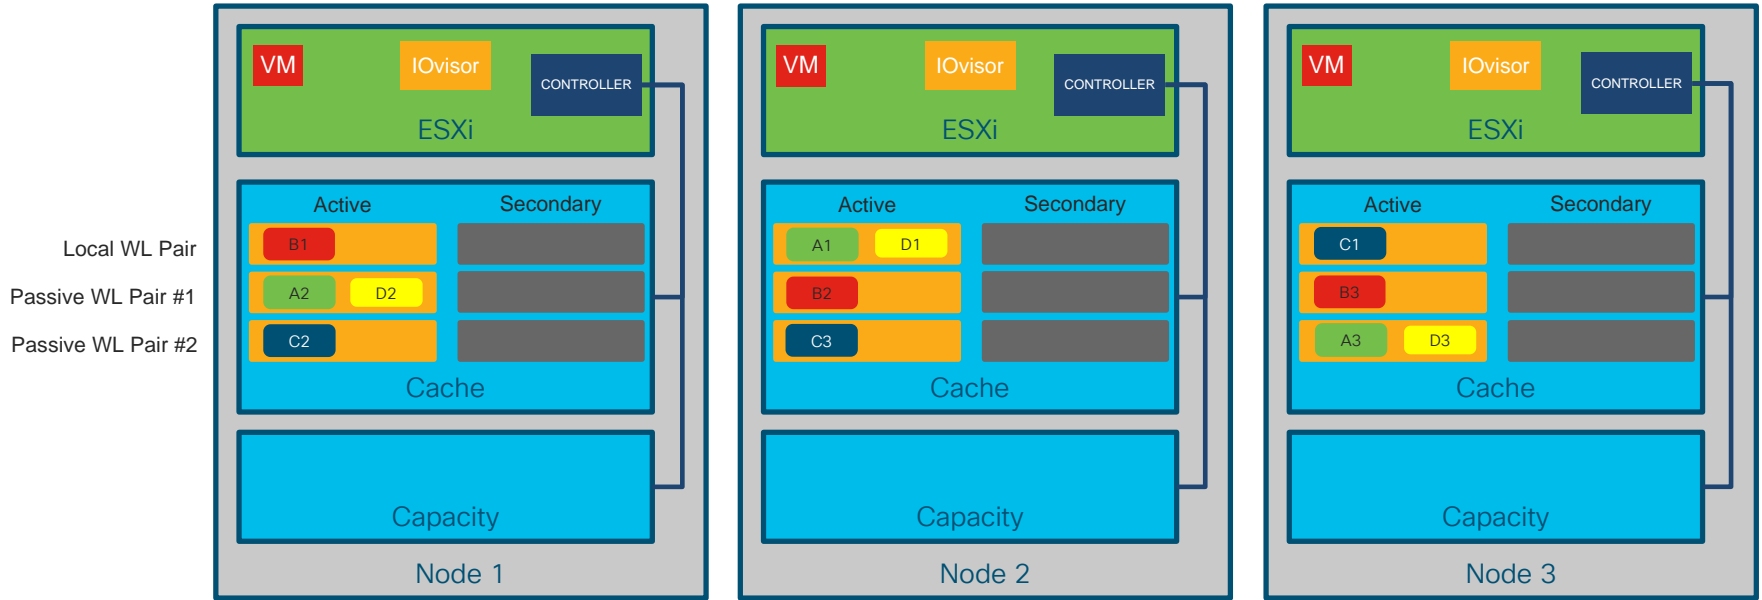 VM
IOvisor
CONTROLLER
ESXi
VM
IOvisor
CONTROLLER
ESXi
VM
IOvisor
CONTROLLER
ESXi
Local WL Pair
Passive WL Pair #1
Passive WL Pair #2
Active Secondary
B1
A2 D2
C2
Cache
Active Secondary
A1 D1
B2
C3
Cache
Active Secondary
C1
B3
A3 D3
Cache
Capacity
Capacity
Capacity
Node 1
Node 2
Node 3